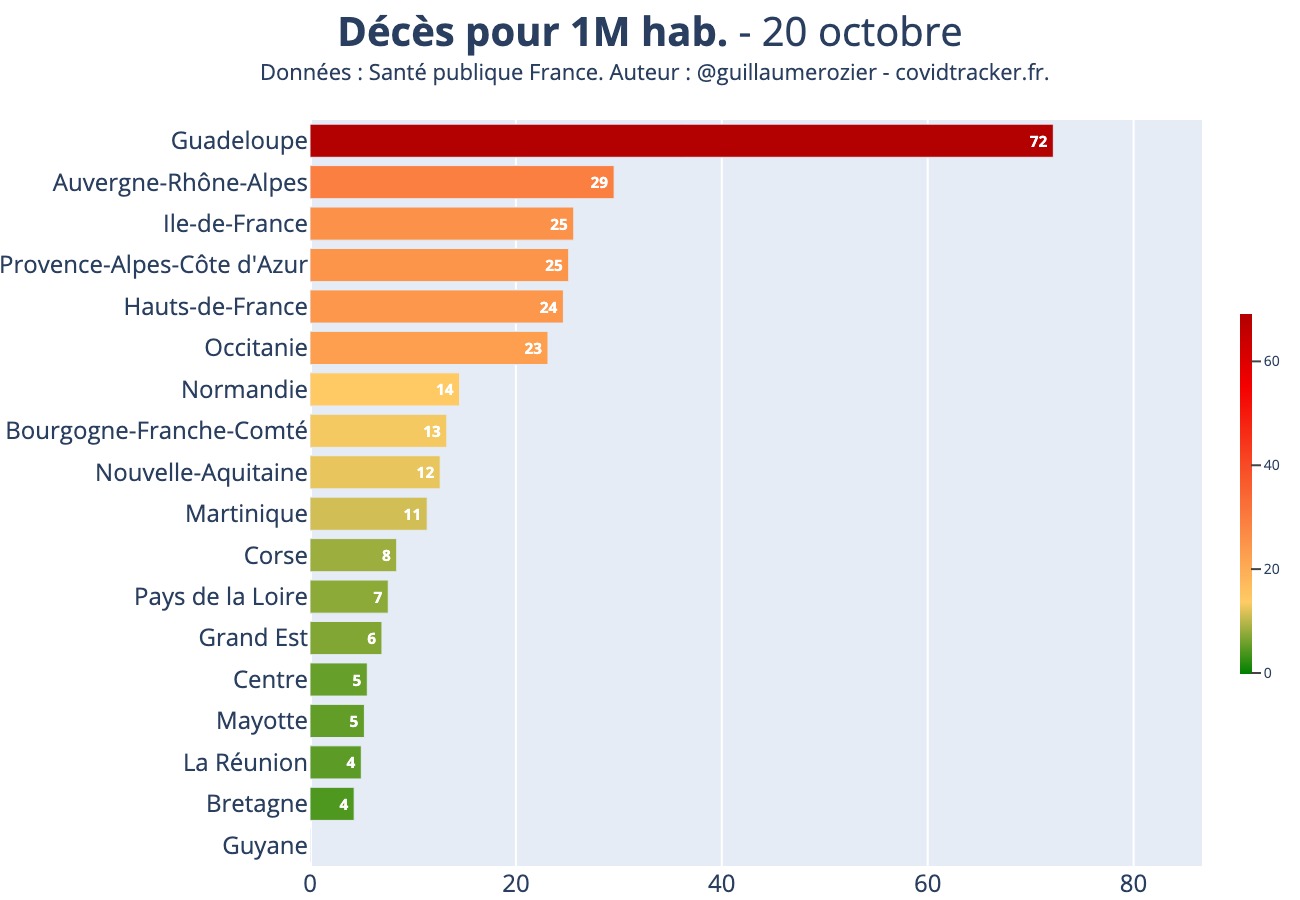 Décès pour 1M hab. - 20 octobre
Données : Santé publique France. Auteur : @guillaumerozier - covidtracker.fr.
Guadeloupe 72
Auvergne-Rhône-Alpes 29
Ile-de-France 25
Provence-Alpes-Côte d'Azur 25
Hauts-de-France 24
Occitanie 23
Normandie 14
Bourgogne-Franche-Comté 13
Nouvelle-Aquitaine 12
Martinique 11
Corse 8
Pays de la Loire 7
Grand Est 6
Centre 5
Mayotte 5
La Réunion 4
Bretagne 4
Guyane
0 20 40 60 80
60
40
20
0